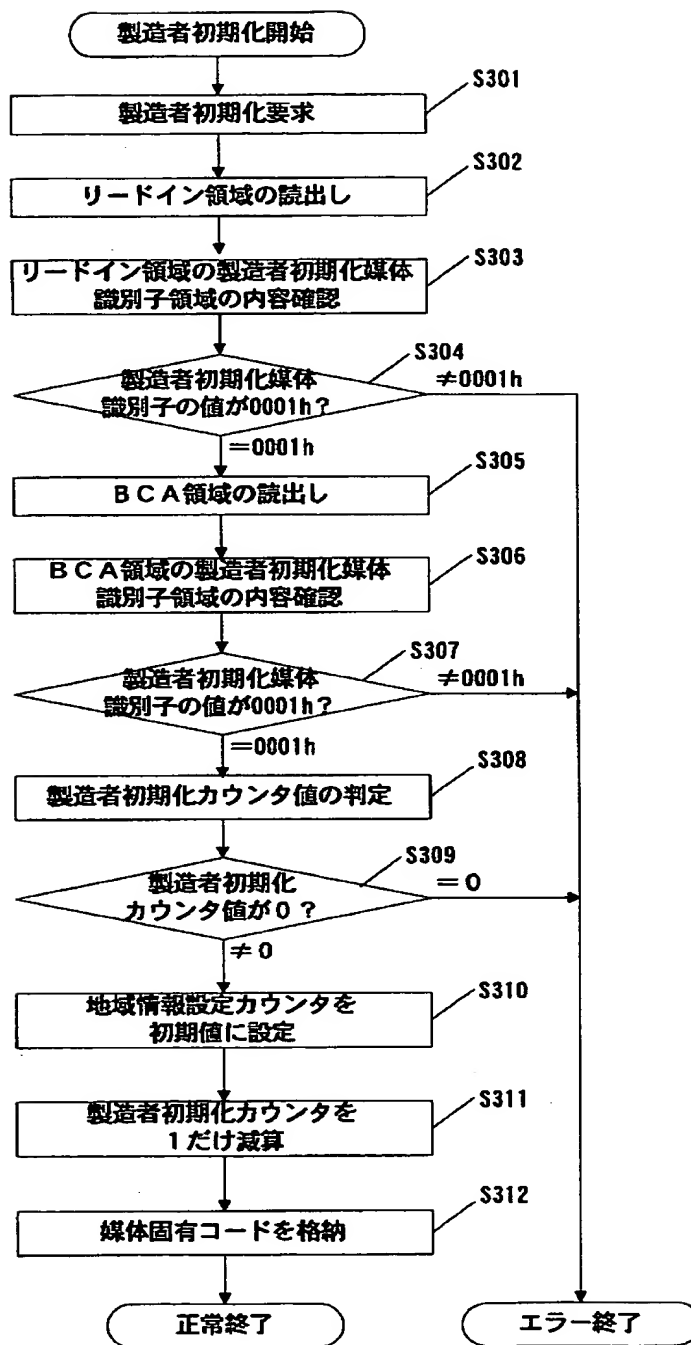 製造者初期化開始
S301
製造者初期化要求
S302
リードイン領域の読出し
S303
リードイン領域の製造者初期化媒体
識別子領域の内容確認
S304
製造者初期化媒体
識別子の値が0001h?
≠0001h
=0001h
S305
BCA領域の読出し
S306
BCA領域の製造者初期化媒体
識別子領域の内容確認
S307
製造者初期化媒体
識別子の値が0001h?
≠0001h
=0001h
S308
製造者初期化カウンタ値の判定
S309
製造者初期化
カウンタ値が0?
=0
≠0
S310
地域情報設定カウンタを
初期値に設定
S311
製造者初期化カウンタを
1だけ減算
S312
媒体固有コードを格納
正常終了
エラー終了